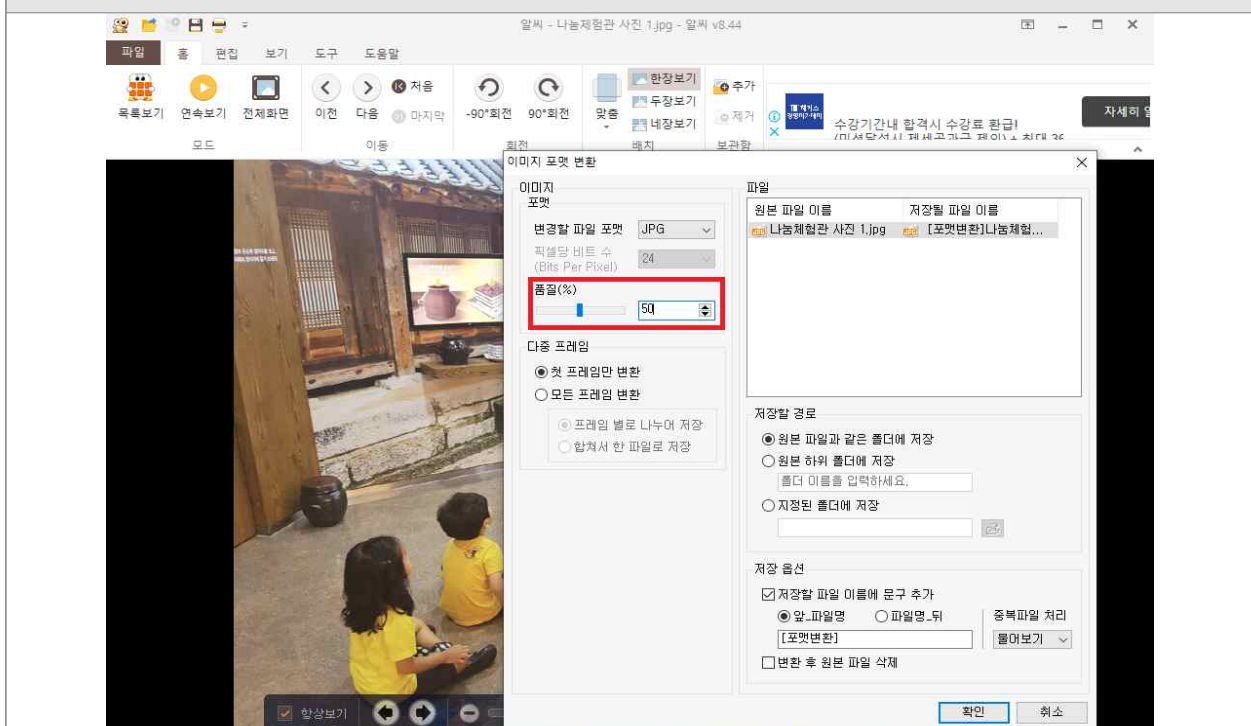 알씨 - 나눔체험관 사진 1.jpg - 알씨 v8.44
파일 홈 편집 보기 도구 도움말
목록보기 연속보기 전체화면 이전 다음 처음 마지막 -90°회전 90°회전 맞춤 한장보기 두장보기 네장보기 추가 제거
수강기간내 합격시 수강료 환급!
자세히
모드 이동 회전 배치 보관함
이미지 포맷 변환
이미지
포맷
변경할 파일 포맷 JPG
픽셀당 비트 수
(Bits Per Pixel) 24
품질(%)
50
다중 프레임
첫 프레임만 변환
모든 프레임 변환
프레임 별로 나누어 저장
합쳐서 한 파일로 저장
파일
원본 파일 이름 저장될 파일 이름
나눔체험관 사진 1.jpg [포맷변환]나눔체험...
저장할 경로
원본 파일과 같은 폴더에 저장
원본 하위 폴더에 저장
폴더 이름을 입력하세요.
지정된 폴더에 저장
저장 옵션
저장할 파일 이름에 문구 추가
앞_파일명 파일명_뒤 중복파일 처리
[포맷변환] 물어보기
변환 후 원본 파일 삭제
확인 취소
항상보기